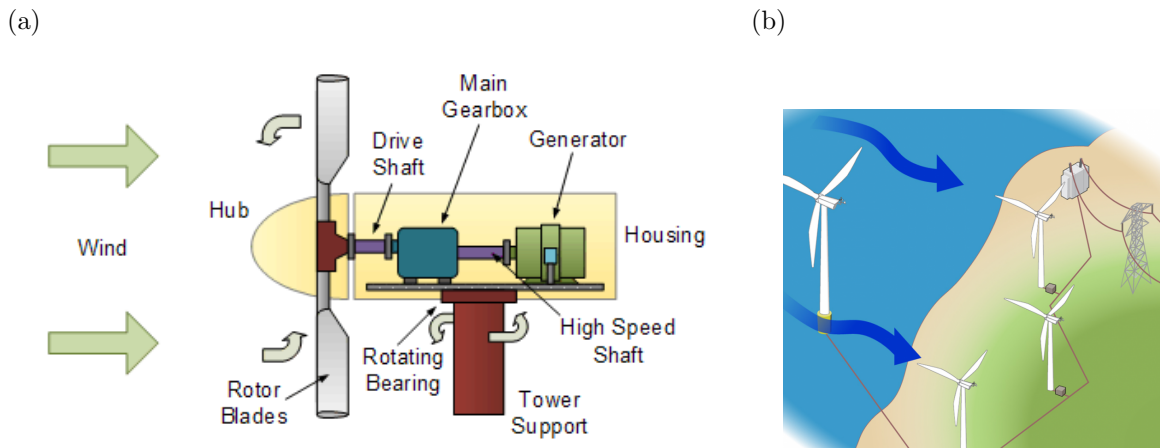 (a)
(b)
Main
Gearbox
Drive
Shaft
Generator
Hub
Wind
Housing
Rotor
Blades
Rotating
Bearing
High Speed
Shaft
Tower
Support